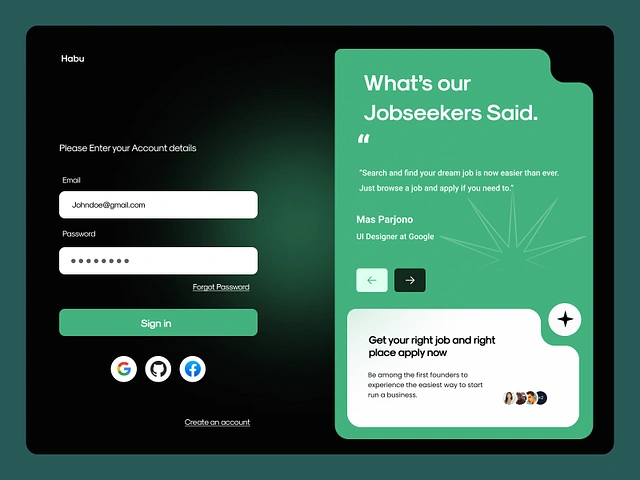 Habu
Please Enter your Account details
Email
Johndoe@gmail.com
Password
Forgot Password
Sign in
Create an account
What's our
Jobseekers Said.
“
"Search and find your dream job is now easier than ever.
Just browse a job and apply if you need to."
Mas Parjono
UI Designer at Google
Get your right job and right
place apply now
Be among the first founders to
experience the easiest way to start
run a business.